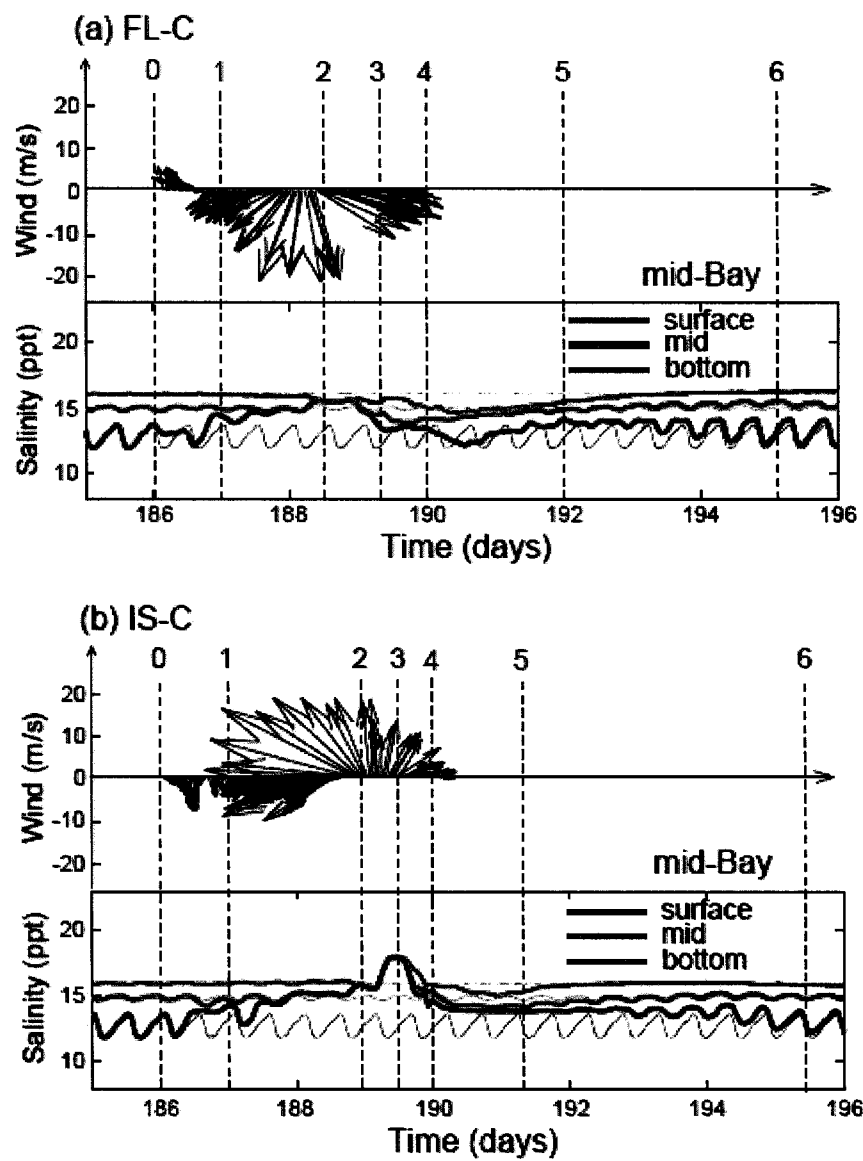 (a) FL-C
0 1 2 3 4 5 6
20
10
0
-10
-20
Wind (m/s)
mid-Bay
surface
mid
bottom
20
15
10
Salinity (ppt)
186 188 190 192 194 196
Time (days)
(b) IS-C
0 1 2 3 4 5 6
20
10
0
-10
-20
Wind (m/s)
mid-Bay
surface
mid
bottom
20
15
10
Salinity (ppt)
186 188 190 192 194 196
Time (days)